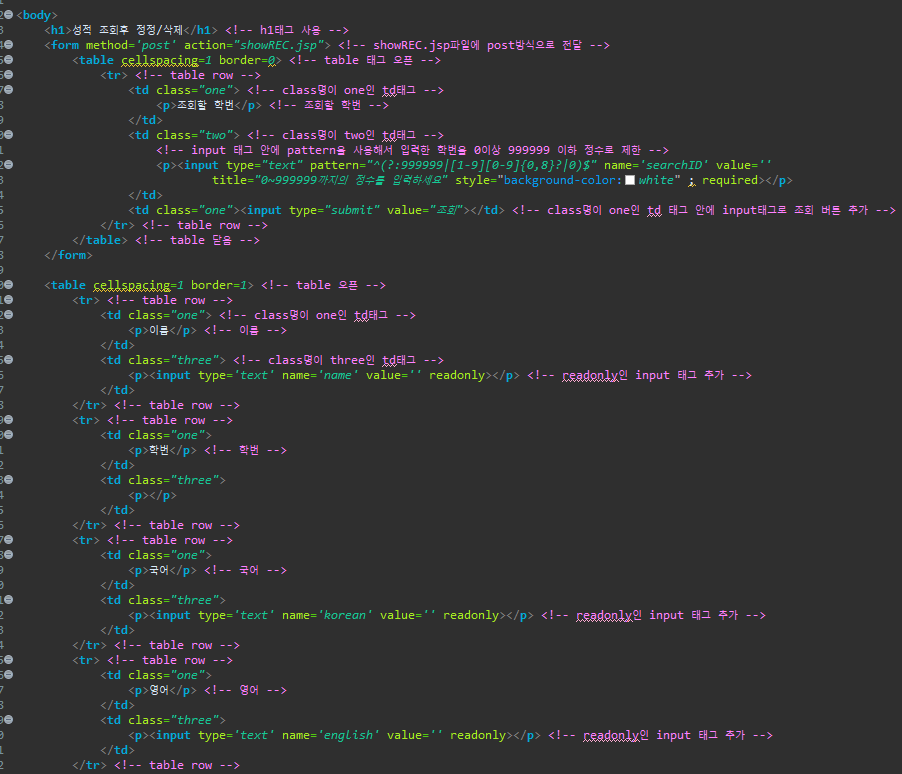 <body>
<h1>성적 조회후 정정/삭제</h1> <!-- h1태그 사용 -->
<form method='post' action="showREC.jsp"> <!-- showREC.jsp파일에 post방식으로 전달 -->
<table cellspacing=1 border=0> <!-- table 태그 오픈 -->
<tr> <!-- table row -->
<td class="one"> <!-- class명이 one인 td태그 -->
<p>조회할 학번</p> <!-- 조회할 학번 -->
</td>
<td class="two"> <!-- class명이 two인 td태그 -->
<!-- input 태그 안에 pattern을 사용해서 입력한 학번을 0이상 999999 이하 정수로 제한 -->
<p><input type="text" pattern="^(?:999999|[1-9][0-9]{0,8}?|0)$" name='searchID' value=''
title="0~999999까지의 정수를 입력하세요" style="background-color: white" ; required></p>
</td>
<td class="one"><input type="submit" value="조회"></td> <!-- class명이 one인 td 태그 안에 input태그로 조회 버튼 추가 -->
</tr> <!-- table row -->
</table> <!-- table 닫음 -->
</form>
<table cellspacing=1 border=1> <!-- table 오픈 -->
<tr> <!-- table row -->
<td class="one"> <!-- class명이 one인 td태그 -->
<p>이름</p> <!-- 이름 -->
</td>
<td class="three"> <!-- class명이 three인 td태그 -->
<p><input type='text' name='name' value='' readonly></p> <!-- readonly인 input 태그 추가 -->
</td>
</tr> <!-- table row -->
<tr> <!-- table row -->
<td class="one">
<p>학번</p> <!-- 학번 -->
</td>
<td class="three">
<p></p>
</td>
</tr> <!-- table row -->
<tr> <!-- table row -->
<td class="one">
<p>국어</p> <!-- 국어 -->
</td>
<td class="three">
<p><input type='text' name='korean' value='' readonly></p> <!-- readonly인 input 태그 추가 -->
</td>
</tr> <!-- table row -->
<tr> <!-- table row -->
<td class="one">
<p>영어</p> <!-- 영어 -->
</td>
<td class="three">
<p><input type='text' name='english' value='' readonly></p> <!-- readonly인 input 태그 추가 -->
</td>
</tr> <!-- table row -->